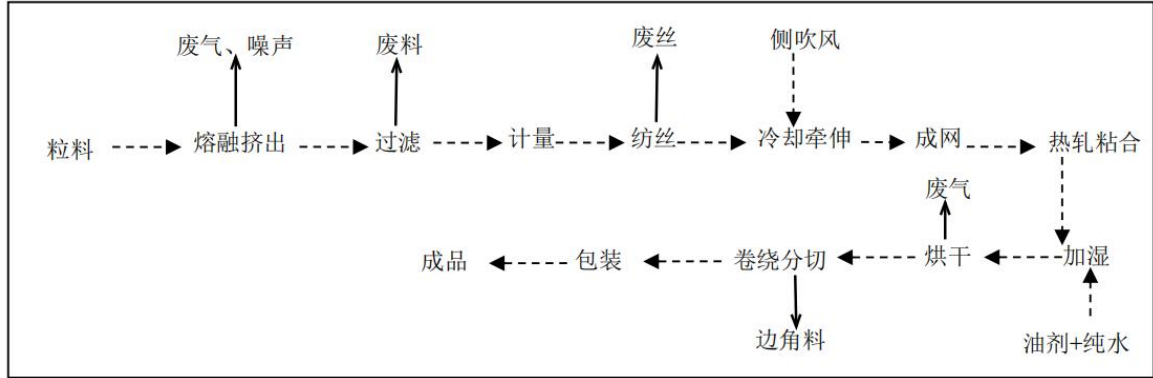 废气、噪声 废料 废丝 侧吹风
粒料 熔融挤出 过滤 计量 纺丝 冷却牵伸 成网 热轧粘合
废气
成品 包装 卷绕分切 烘干 加湿
边角料 油剂+纯水